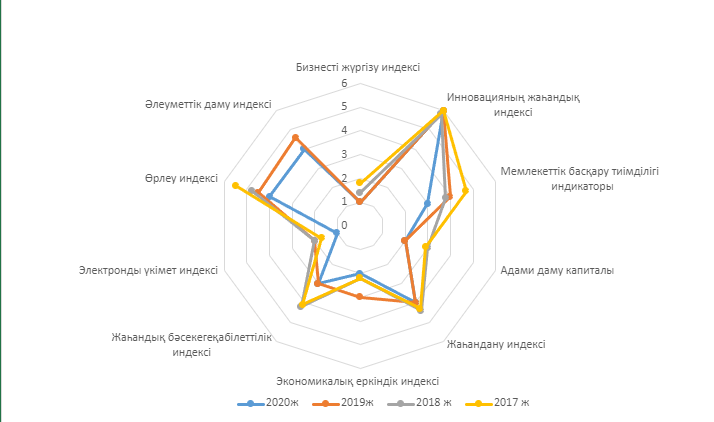 Бизнесті жүргізу индексі
Инновацияның жаһандық
индексі
Мемлекеттік басқару тиімділігі
индикаторы
Адами даму капиталы
Жаһандану индексі
Экономикалық еркіндік индексі
Жаһандық бәсекегеқабілеттілік
индексі
Электронды үкімет индексі
Өрлеу индексі
Әлеуметтік даму индексі
6
5
4
3
2
1
0
2020ж 2019ж 2018 ж 2017 ж